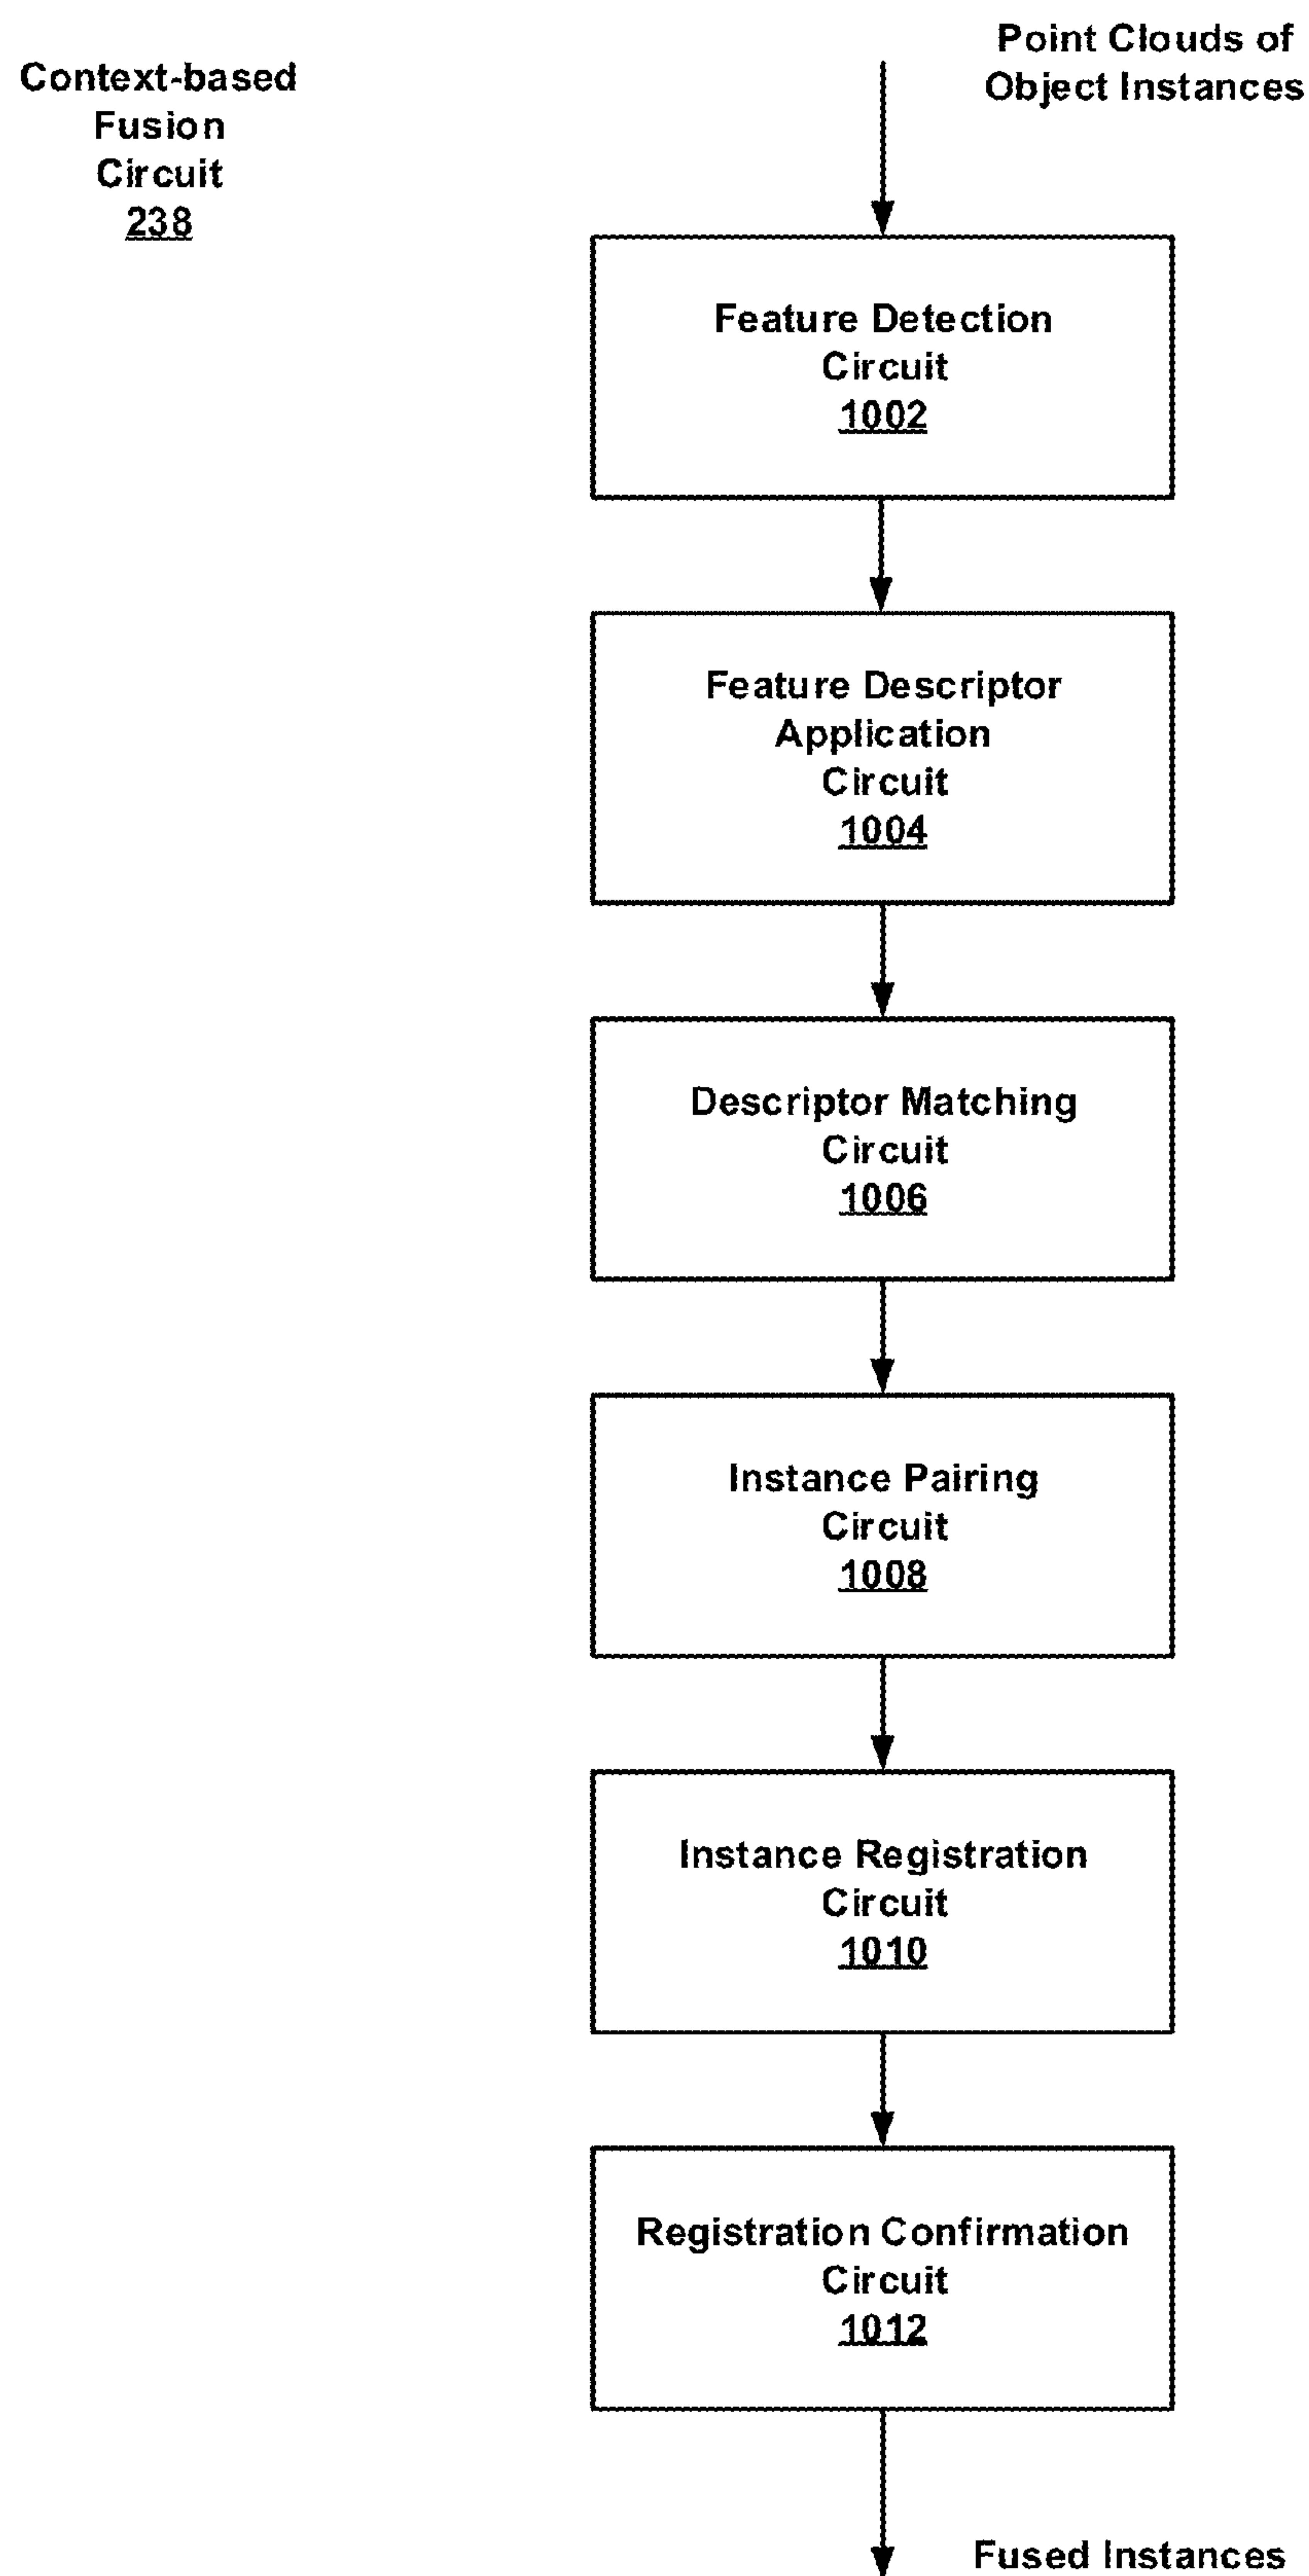 Context-based
Fusion
Circuit
238
Point Clouds of
Object Instances
Feature Detection
Circuit
1002
Feature Descriptor
Application
Circuit
1004
Descriptor Matching
Circuit
1006
Instance Pairing
Circuit
1008
Instance Registration
Circuit
1010
Registration Confirmation
Circuit
1012
Fused Instances